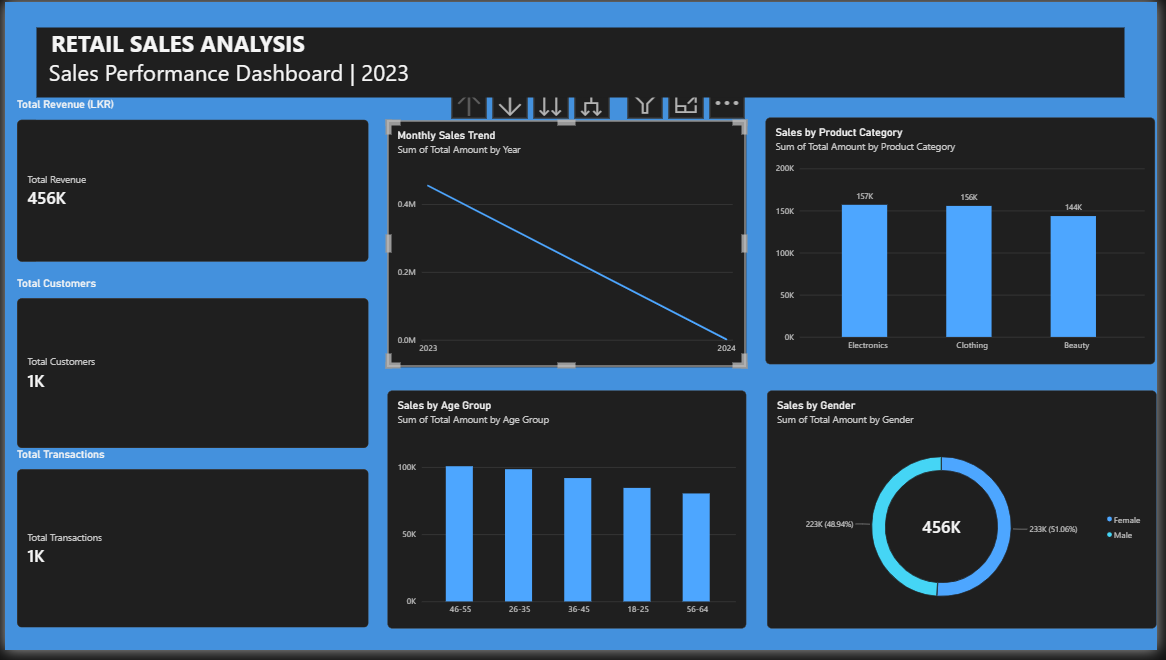 RETAIL SALES ANALYSIS
Sales Performance Dashboard | 2023
Total Revenue (LKR)
Total Revenue
456K
Total Customers
Total Customers
1K
Total Transactions
Total Transactions
1K
Monthly Sales Trend
Sum of Total Amount by Year
0.4M
0.2M
0.0M
2023
2024
Sales by Product Category
Sum of Total Amount by Product Category
200K
150K
100K
50K
0K
157K
156K
144K
Electronics
Clothing
Beauty
Sales by Age Group
Sum of Total Amount by Age Group
100K
50K
0K
46-55
26-35
36-45
18-25
56-64
Sales by Gender
Sum of Total Amount by Gender
223K (48.94%)
456K
233K (51.06%)
Female
Male